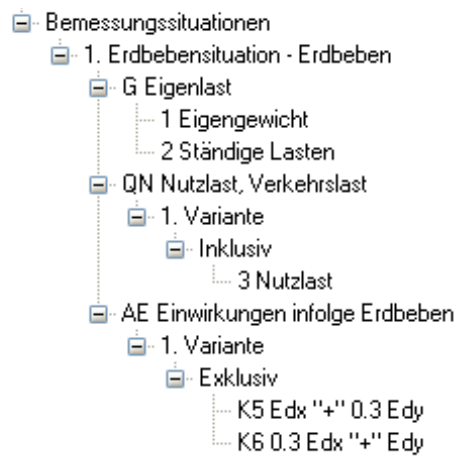 Bemessungssituationen
1. Erdbebensituation - Erdbeben
G Eigenlast
1 Eigengewicht
2 Ständige Lasten
QN Nutzlast, Verkehrslast
1. Variante
Inklusiv
3 Nutzlast
AE Einwirkungen infolge Erdbeben
1. Variante
Exklusiv
K5 Edx "+" 0.3 Edy
K6 0.3 Edx "+" Edy